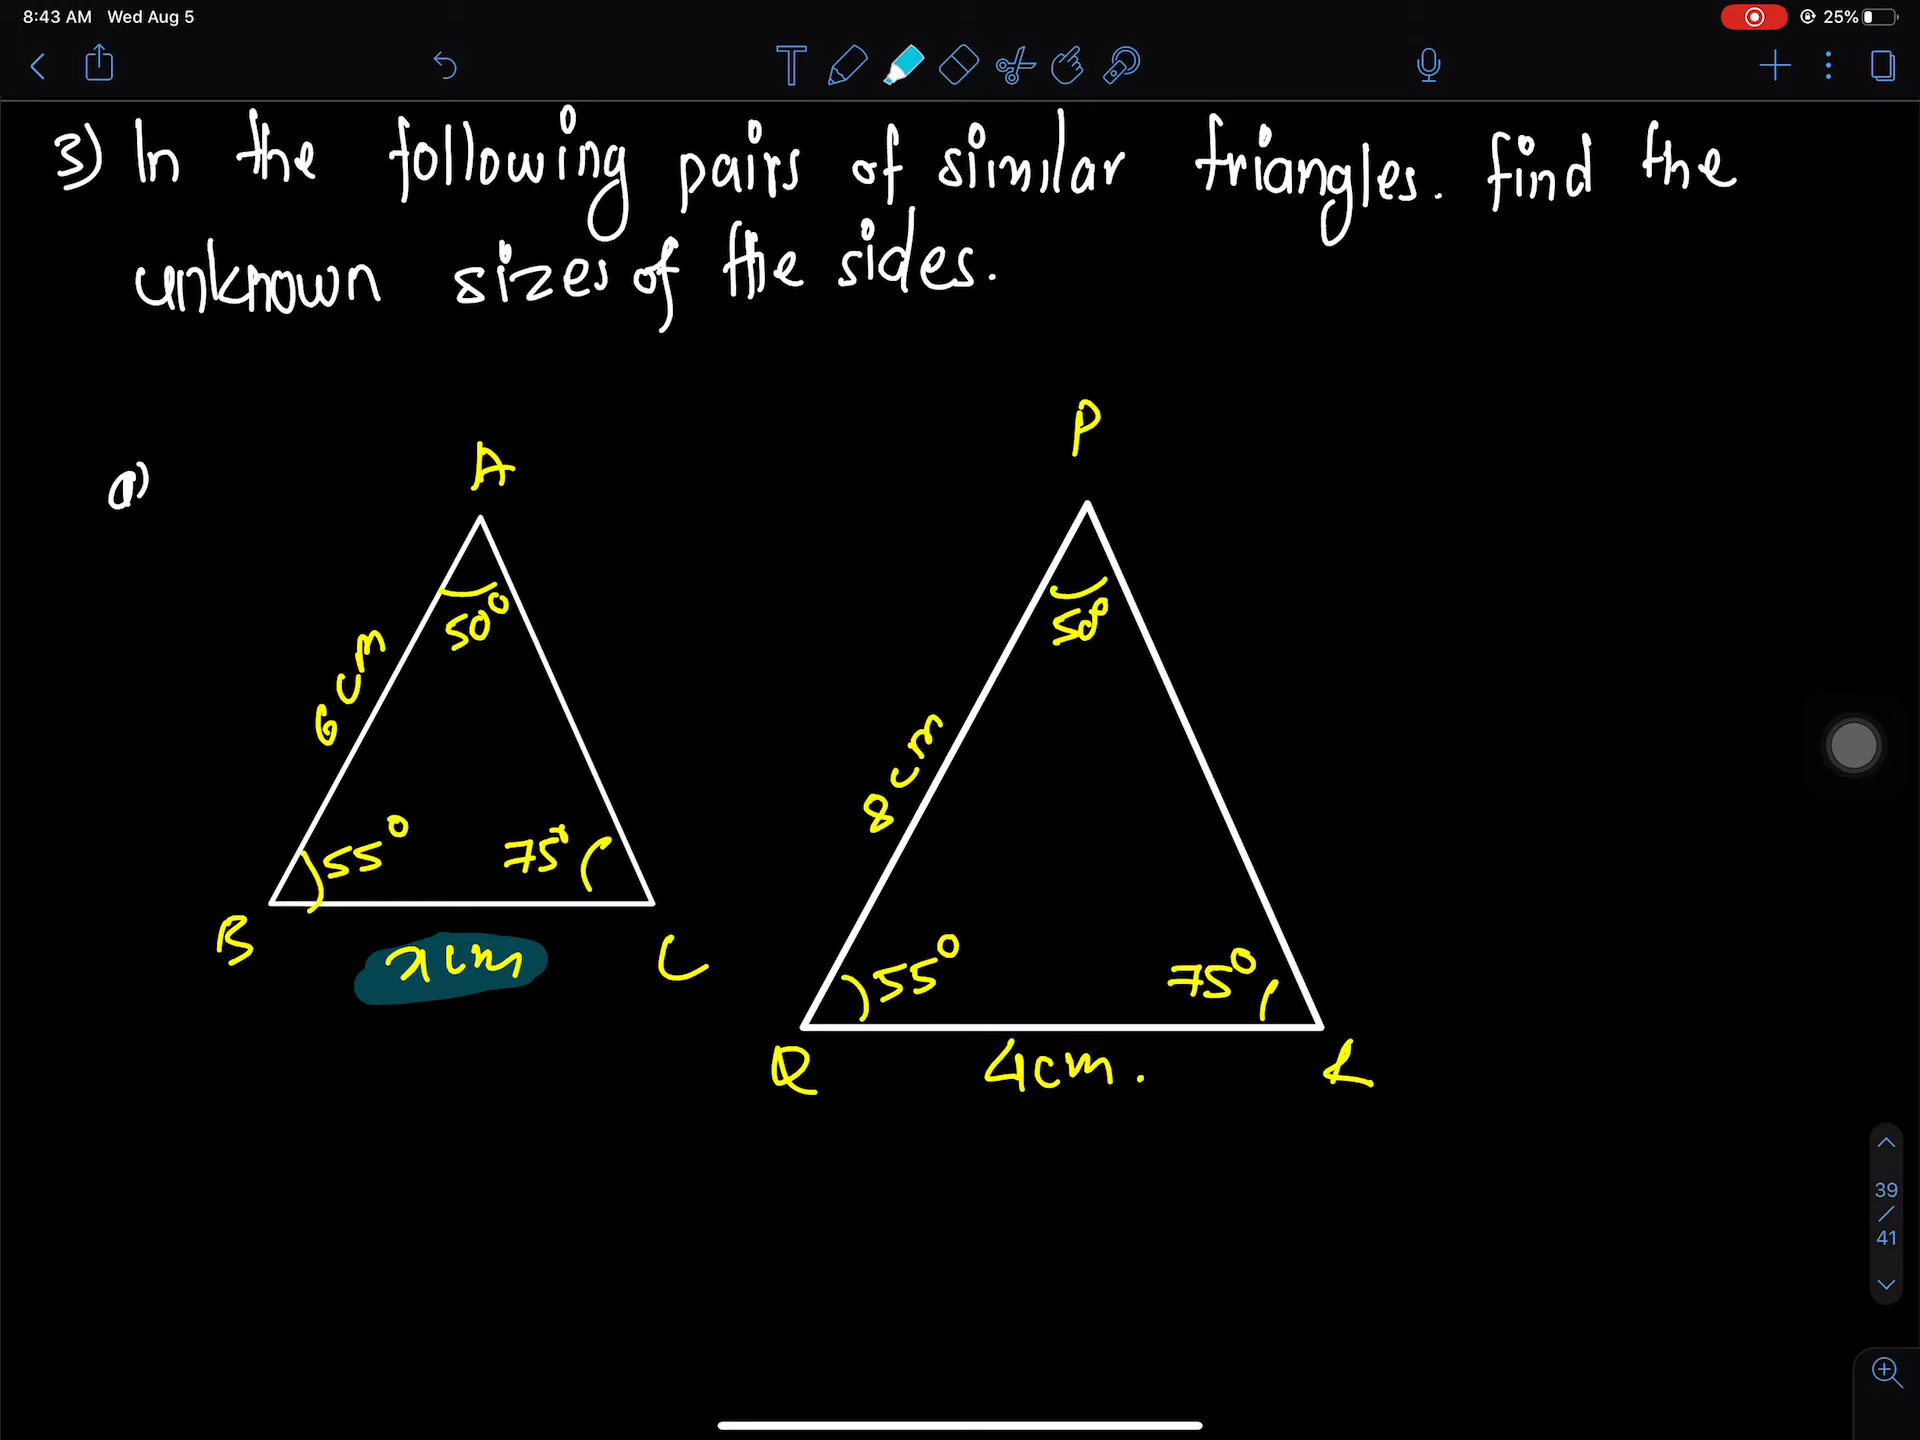 8:43 AM Wed Aug 5
25%
T
3) In the following pairs of similar triangles. find the
unknown sizes of the sides.
a)
A
P
50°
50°
6cm
8cm
55°
75°
B
xcm
C
55°
75°
Q
4cm.
R
39
/
41